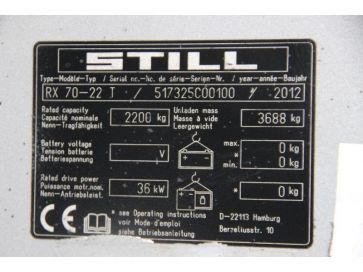 STILL
Type-Modèle-Typ / Serial no.-No. de série-Serien-Nr. / year-année-Baujahr
RX 70-22 T / 517325C00100 / 2012
Rated capacity
Capacité nominale 2200 kg
Nenn-Tragfähigkeit
Unladen mass
Masse à vide 3688 kg
Leergewicht
Battery voltage
Tension batterie V
Batteriespannung
max. 0 kg
*
min. 0 kg
Rated drive power
Puissance motr.nom. 36 kW
Nenn-Antriebsleist.
* 0 kg
CE
* see Operating instructions
voir Mode d'emploi
siehe Betriebsanleitung
D-22113 Hamburg
Berzeliusstr. 10